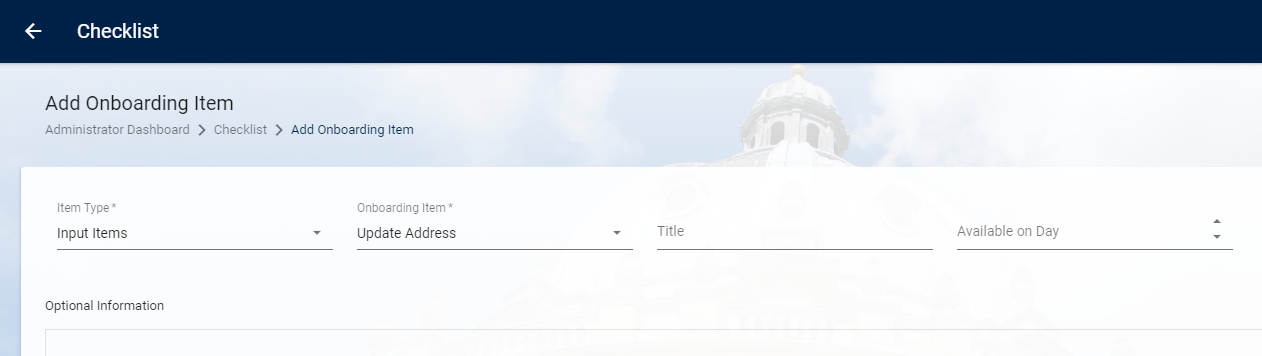 Checklist
Add Onboarding Item
Administrator Dashboard > Checklist > Add Onboarding Item
Item Type * Onboarding Item *
Input Items Update Address Title Available on Day
Optional Information